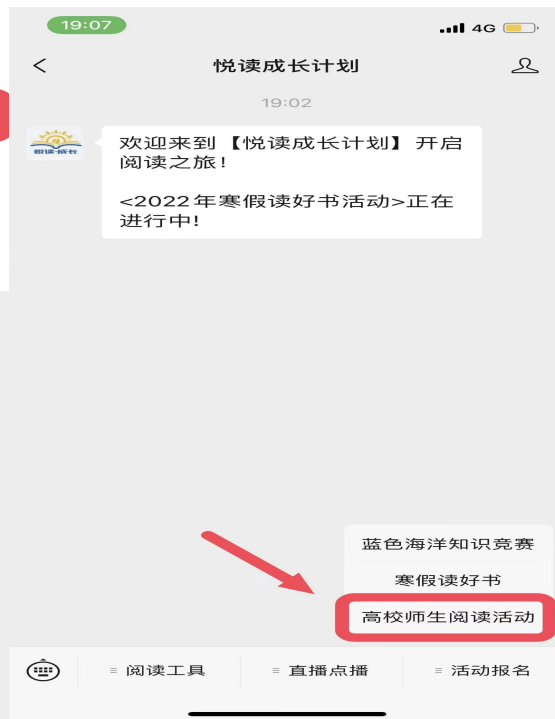 19:07
4G
悦读成长计划
19:02
悦读·成长
欢迎来到【悦读成长计划】开启
阅读之旅！
<2022年寒假读好书活动>正在
进行中!
蓝色海洋知识竞赛
寒假读好书
高校师生阅读活动
阅读工具
直播点播
活动报名